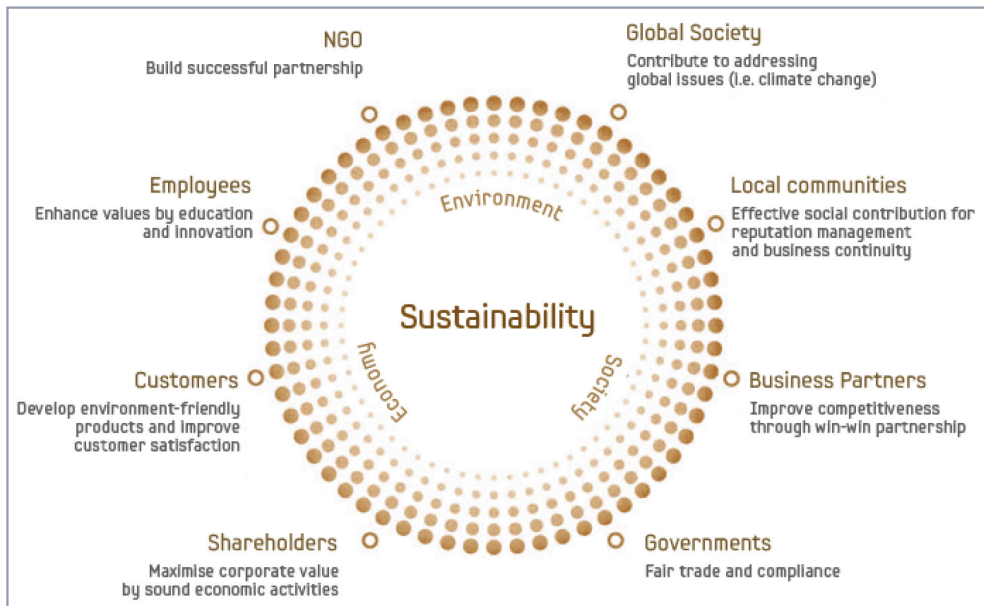 NGO
Build successful partnership
Global Society
Contribute to addressing
global issues (i.e. climate change)
Employees
Enhance values by education
and innovation
Local communities
Effective social contribution for
reputation management
and business continuity
Environment
Sustainability
Economy
Society
Customers
Develop environment-friendly
products and improve
customer satisfaction
Business Partners
Improve competitiveness
through win-win partnership
Shareholders
Maximise corporate value
by sound economic activities
Governments
Fair trade and compliance